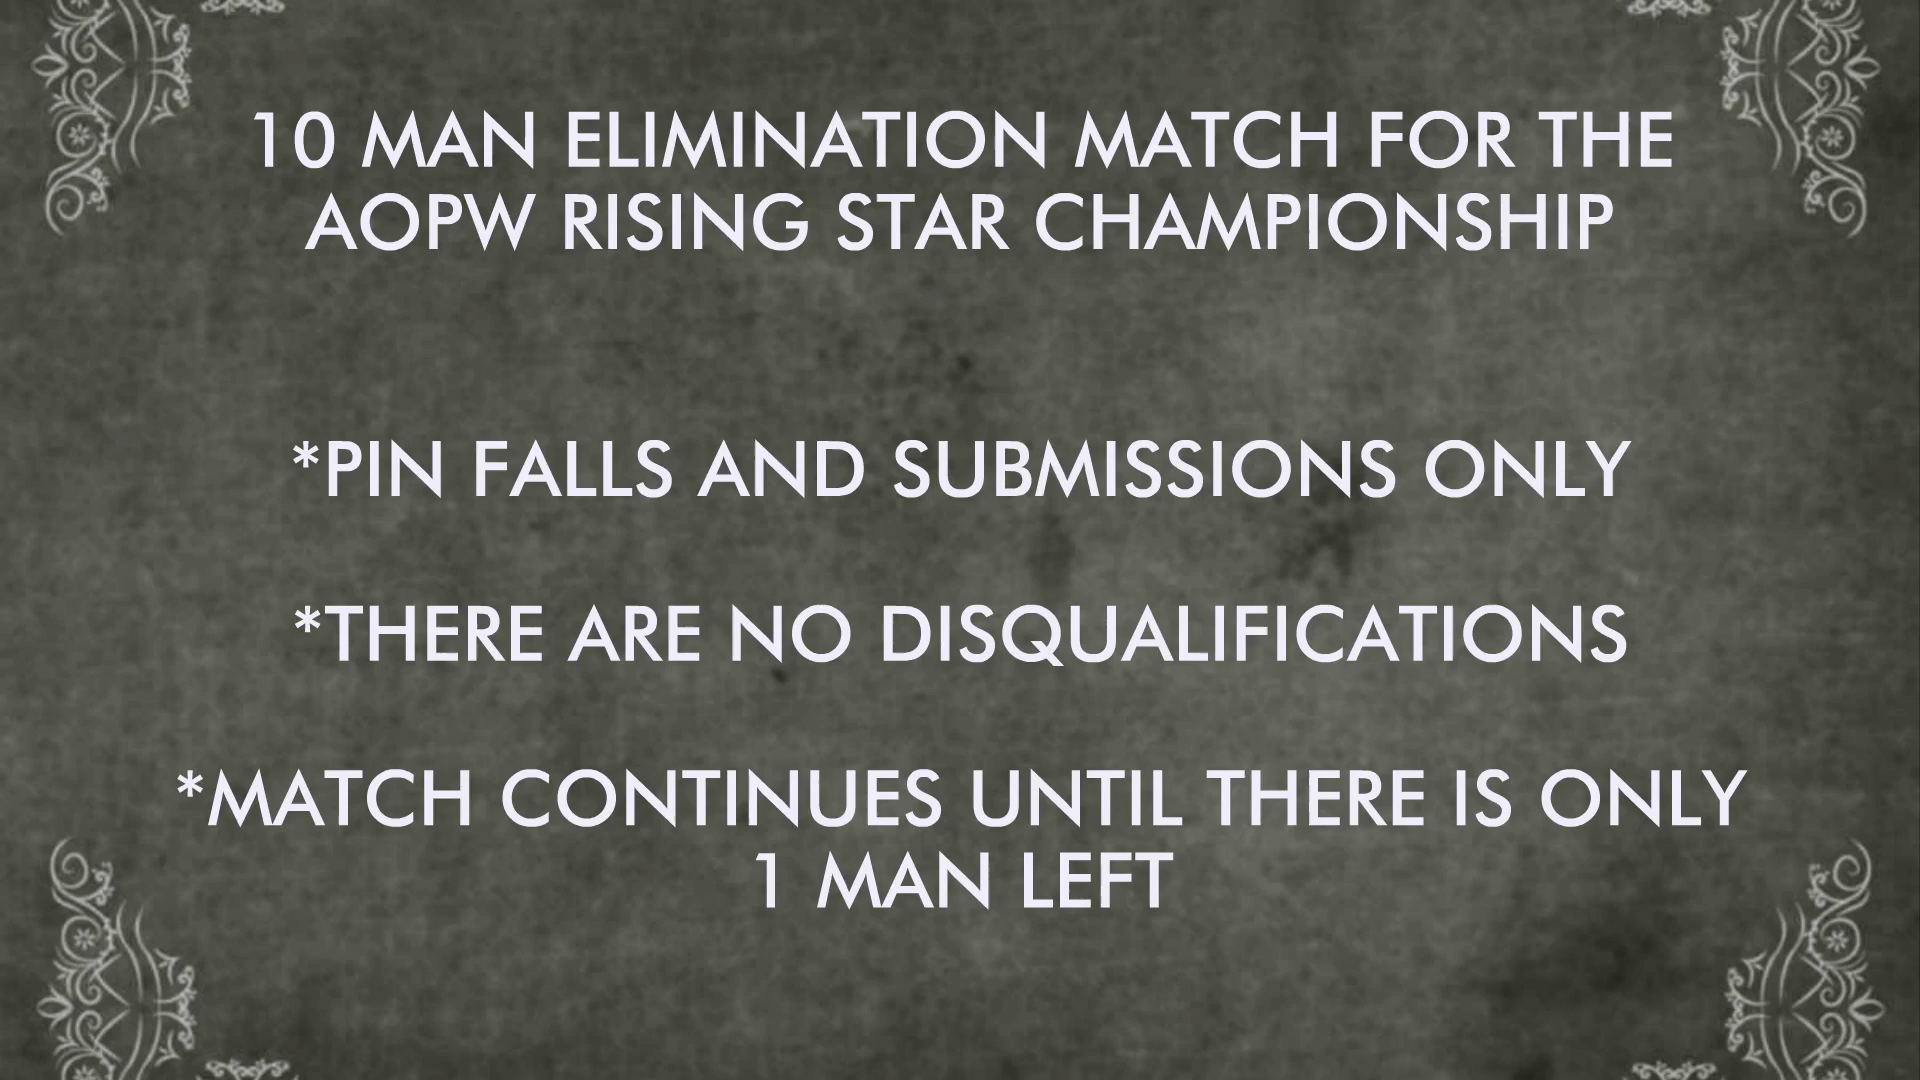 10 MAN ELIMINATION MATCH FOR THE
AOPW RISING STAR CHAMPIONSHIP
*PIN FALLS AND SUBMISSIONS ONLY
*THERE ARE NO DISQUALIFICATIONS
*MATCH CONTINUES UNTIL THERE IS ONLY
1 MAN LEFT